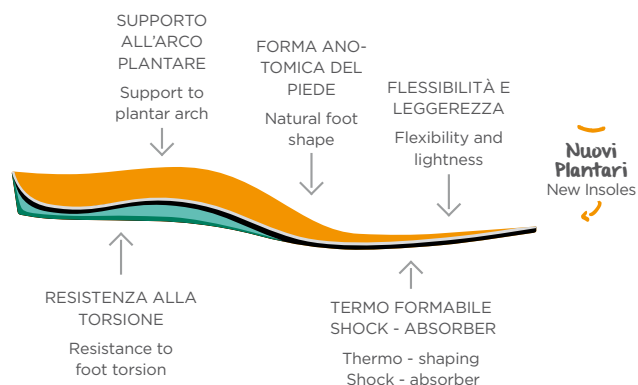 SUPPORTO
ALL'ARCO
PLANTARE
Support to
plantar arch
FORMA ANO-
TOMICA DEL
PIEDE
Natural foot
shape
FLESSIBILITÀ E
LEGGEREZZA
Flexibility and
lightness
Nuovi
Plantari
New Insoles
RESISTENZA ALLA
TORSIONE
Resistance to
foot torsion
TERMO FORMABILE
SHOCK - ABSORBER
Thermo - shaping
Shock - absorber